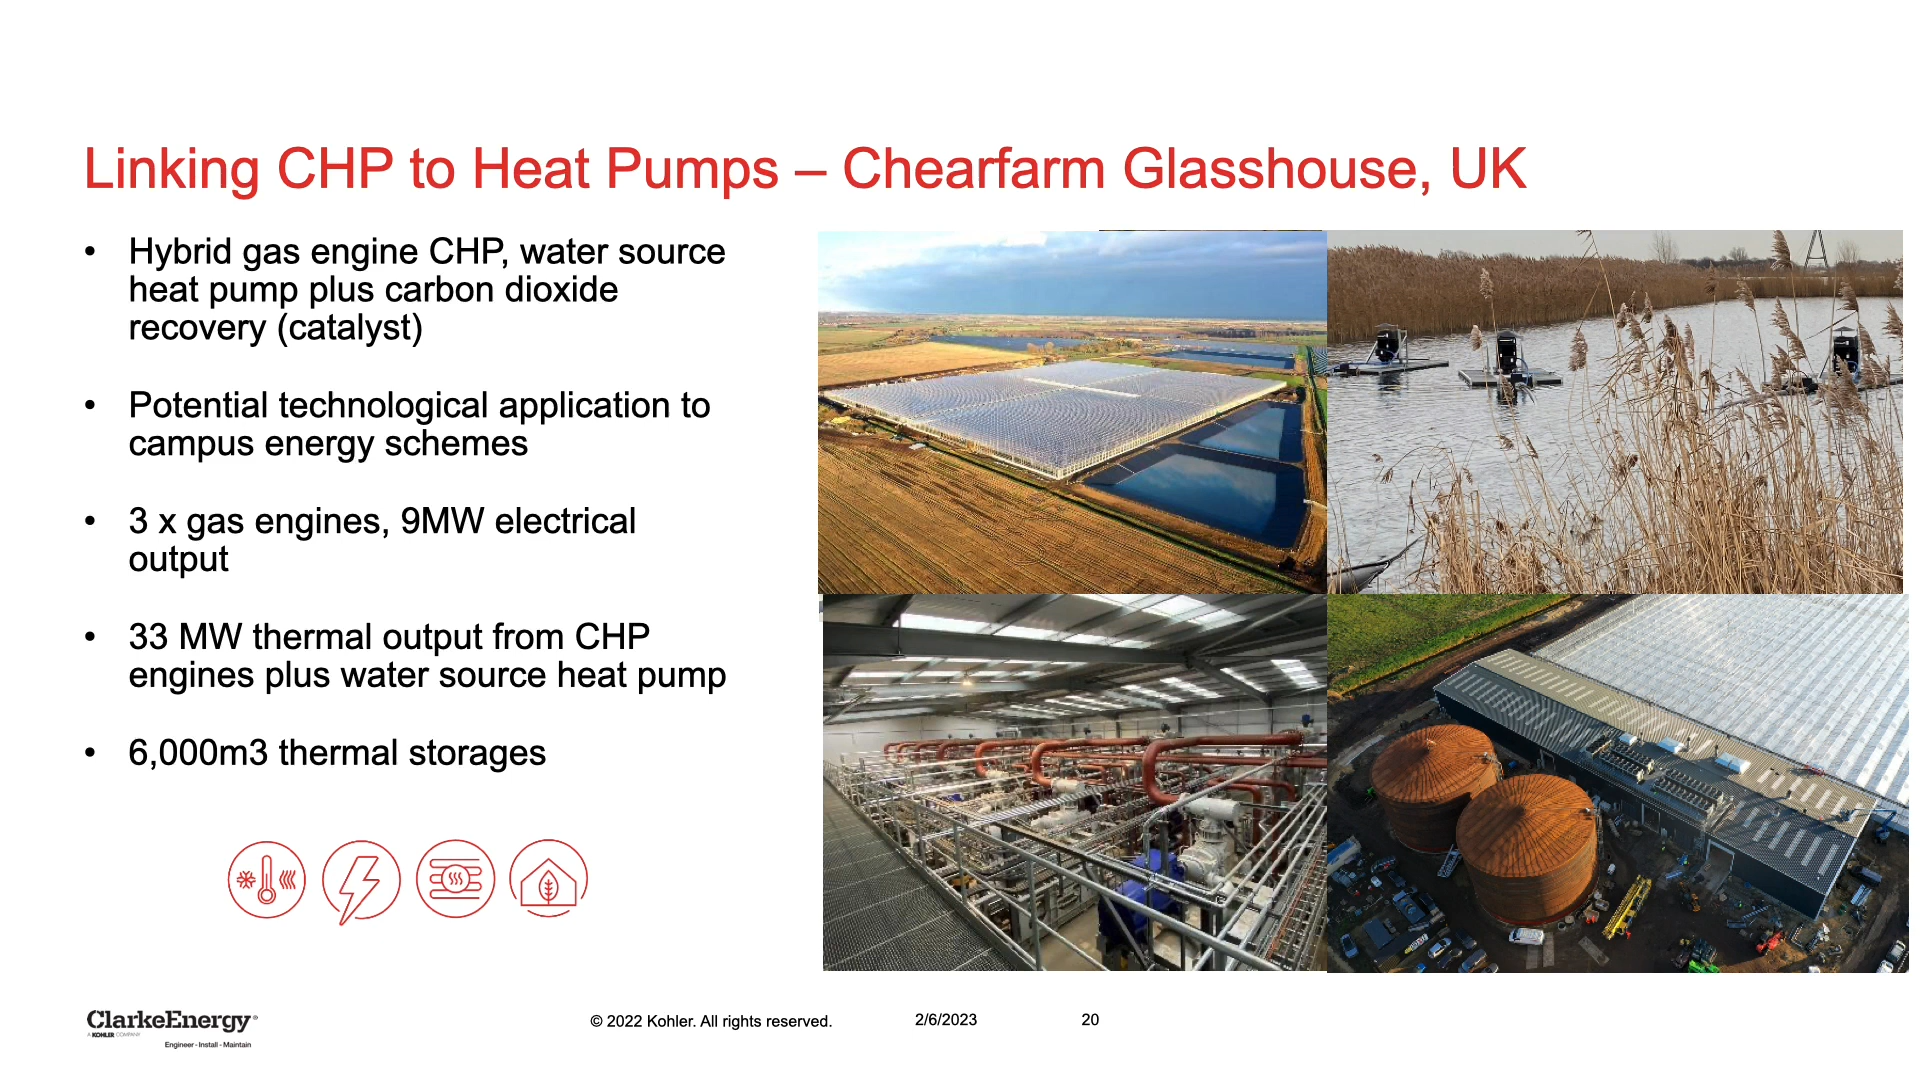 Linking CHP to Heat Pumps – Chearfarm Glasshouse, UK
• Hybrid gas engine CHP, water source
heat pump plus carbon dioxide
recovery (catalyst)
• Potential technological application to
campus energy schemes
• 3 x gas engines, 9MW electrical
output
• 33 MW thermal output from CHP
engines plus water source heat pump
• 6,000m3 thermal storages
ClarkeEnergy®
A KOHLER COMPANY
Engineer - Install - Maintain
© 2022 Kohler. All rights reserved.
2/6/2023
20